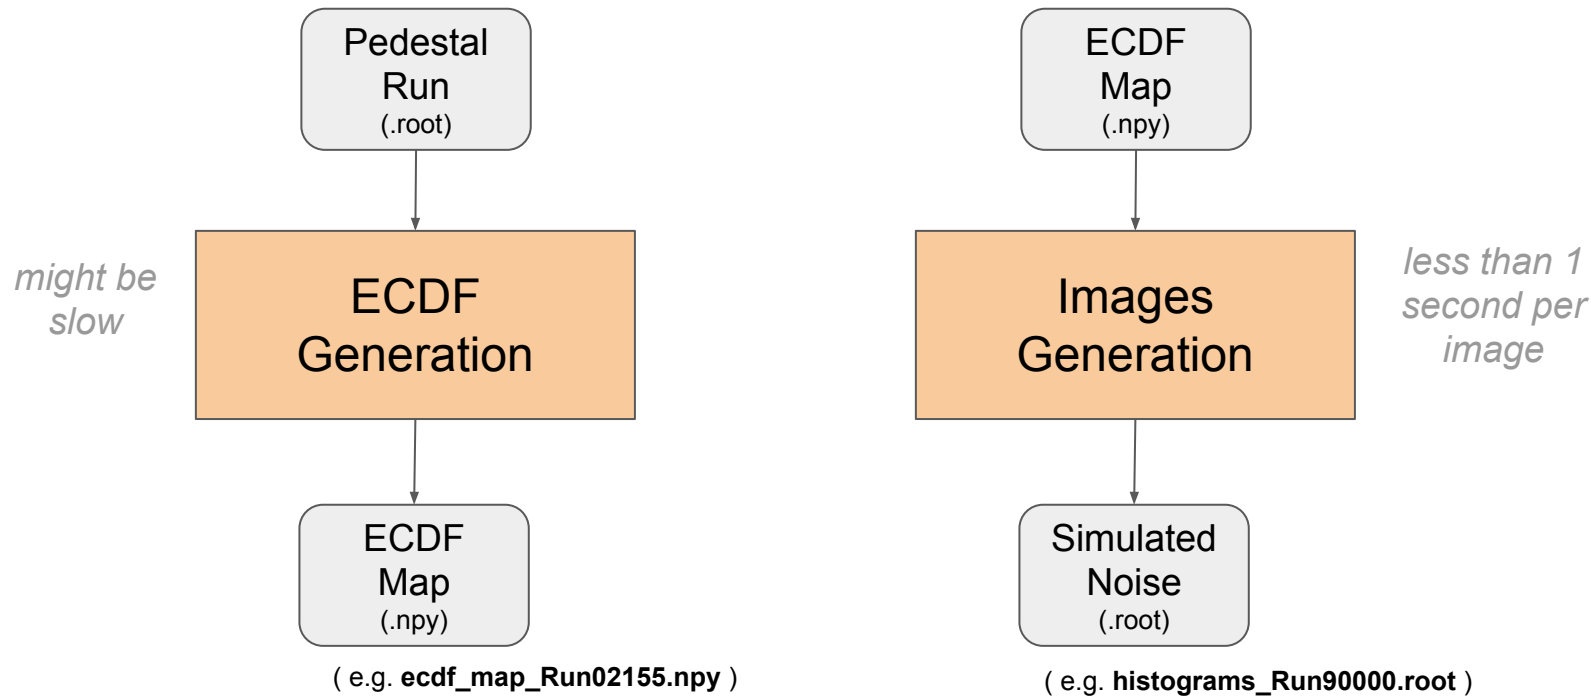 Pedestal
Run
(.root)
might be
slow
ECDF
Generation
ECDF
Map
(.npy)
( e.g. ecdf_map_Run02155.npy )
ECDF
Map
(.npy)
Images
Generation
less than 1
second per
image
Simulated
Noise
(.root)
( e.g. histograms_Run90000.root )